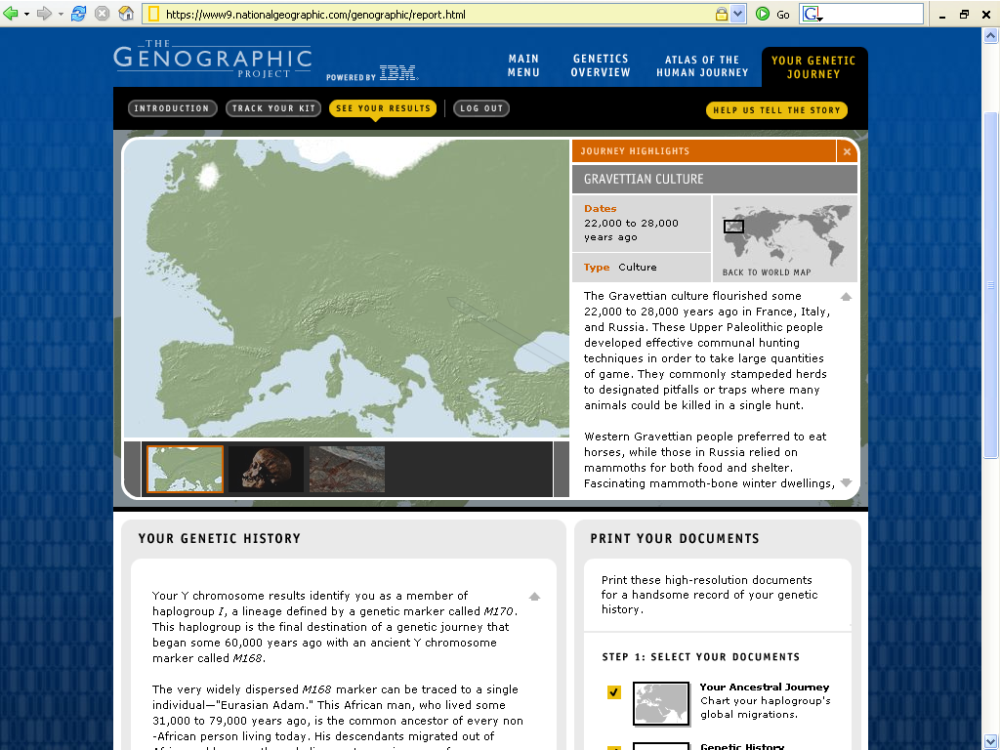 https://www9.nationalgeographic.com/genographic/report.html
Go
G
THE
GENOGRAPHIC
PROJECT
POWERED BY IBM
MAIN
MENU
GENETICS
OVERVIEW
ATLAS OF THE
HUMAN JOURNEY
YOUR GENETIC
JOURNEY
INTRODUCTION
TRACK YOUR KIT
SEE YOUR RESULTS
LOG OUT
HELP US TELL THE STORY
JOURNEY HIGHLIGHTS
GRAVETTIAN CULTURE
Dates
22,000 to 28,000
years ago
Type Culture
BACK TO WORLD MAP
The Gravettian culture flourished some
22,000 to 28,000 years ago in France, Italy,
and Russia. These Upper Paleolithic people
developed effective communal hunting
techniques in order to take large quantities
of game. They commonly stampeded herds
to designated pitfalls or traps where many
animals could be killed in a single hunt.
Western Gravettian people preferred to eat
horses, while those in Russia relied on
mammoths for both food and shelter.
Fascinating mammoth-bone winter dwellings,
YOUR GENETIC HISTORY
Your Y chromosome results identify you as a member of
haplogroup I, a lineage defined by a genetic marker called M170.
This haplogroup is the final destination of a genetic journey that
began some 60,000 years ago with an ancient Y chromosome
marker called M168.
The very widely dispersed M168 marker can be traced to a single
individual—"Eurasian Adam." This African man, who lived some
31,000 to 79,000 years ago, is the common ancestor of every non
-African person living today. His descendants migrated out of
PRINT YOUR DOCUMENTS
Print these high-resolution documents
for a handsome record of your genetic
history.
STEP 1: SELECT YOUR DOCUMENTS
Your Ancestral Journey
Chart your haplogroup's
global migrations.
Genetic History